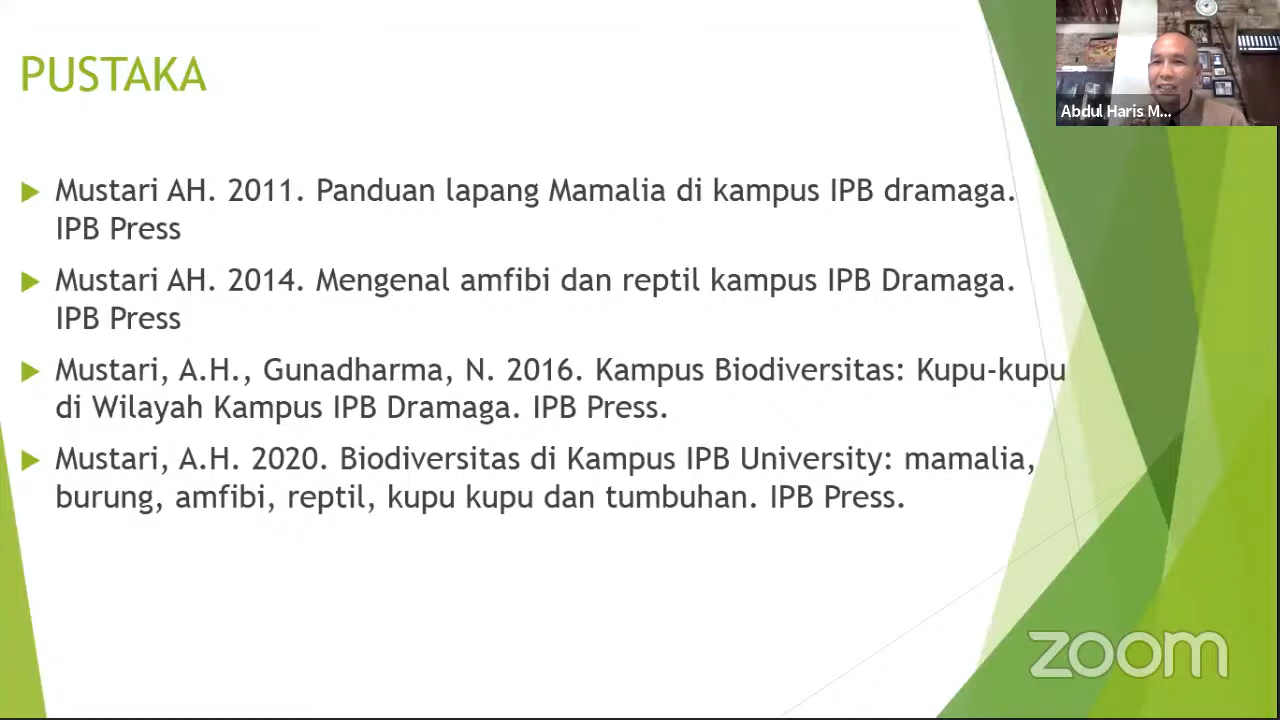 PUSTAKA
Abdul Haris M...
Mustari AH. 2011. Panduan lapang Mamalia di kampus IPB dramaga.
IPB Press
Mustari AH. 2014. Mengenal amfibi dan reptil kampus IPB Dramaga.
IPB Press
Mustari, A.H., Gunadharma, N. 2016. Kampus Biodiversitas: Kupu-kupu
di Wilayah Kampus IPB Dramaga. IPB Press.
Mustari, A.H. 2020. Biodiversitas di Kampus IPB University: mamalia,
burung, amfibi, reptil, kupu kupu dan tumbuhan. IPB Press.
zoom